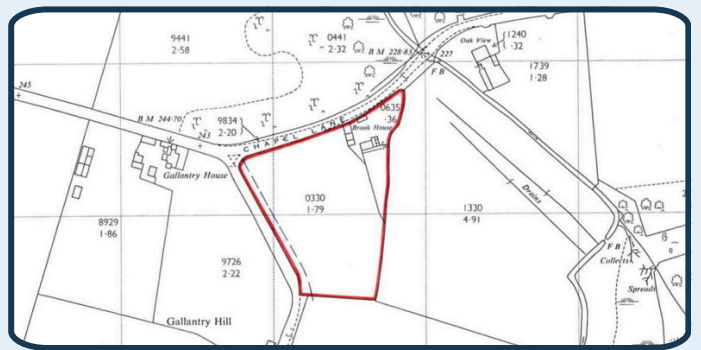 9441
2·58
0441
2·32
B M 228·83
227
Oak View
1240
·32
1739
1·28
F B
245
B M 244·70
243
9834
2·20
CHAPEL LANE
0635
·36
Brook House
Gallantry House
0330
1·79
1330
4·91
Drains
8929
1·86
9726
2·22
F B
Collects
Spreads
Gallantry Hill